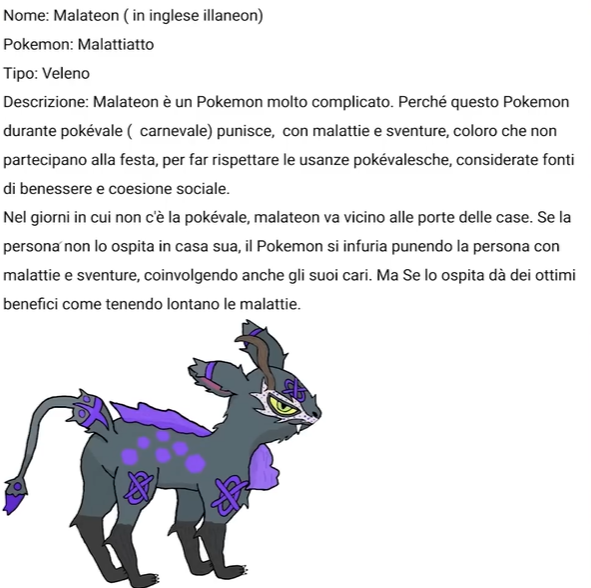 Nome: Malateon ( in inglese illaneon)
Pokemon: Malattiatto
Tipo: Veleno
Descrizione: Malateon è un Pokemon molto complicato. Perché questo Pokemon
durante pokévale (  carnevale) punisce,  con malattie e sventure, coloro che non
partecipano alla festa, per far rispettare le usanze pokévalesche, considerate fonti
di benessere e coesione sociale.
Nel giorni in cui non c'è la pokévale, malateon va vicino alle porte delle case. Se la
persona non lo ospita in casa sua, il Pokemon si infuria punendo la persona con
malattie e sventure, coinvolgendo anche gli suoi cari. Ma Se lo ospita dà dei ottimi
benefici come tenendo lontano le malattie.